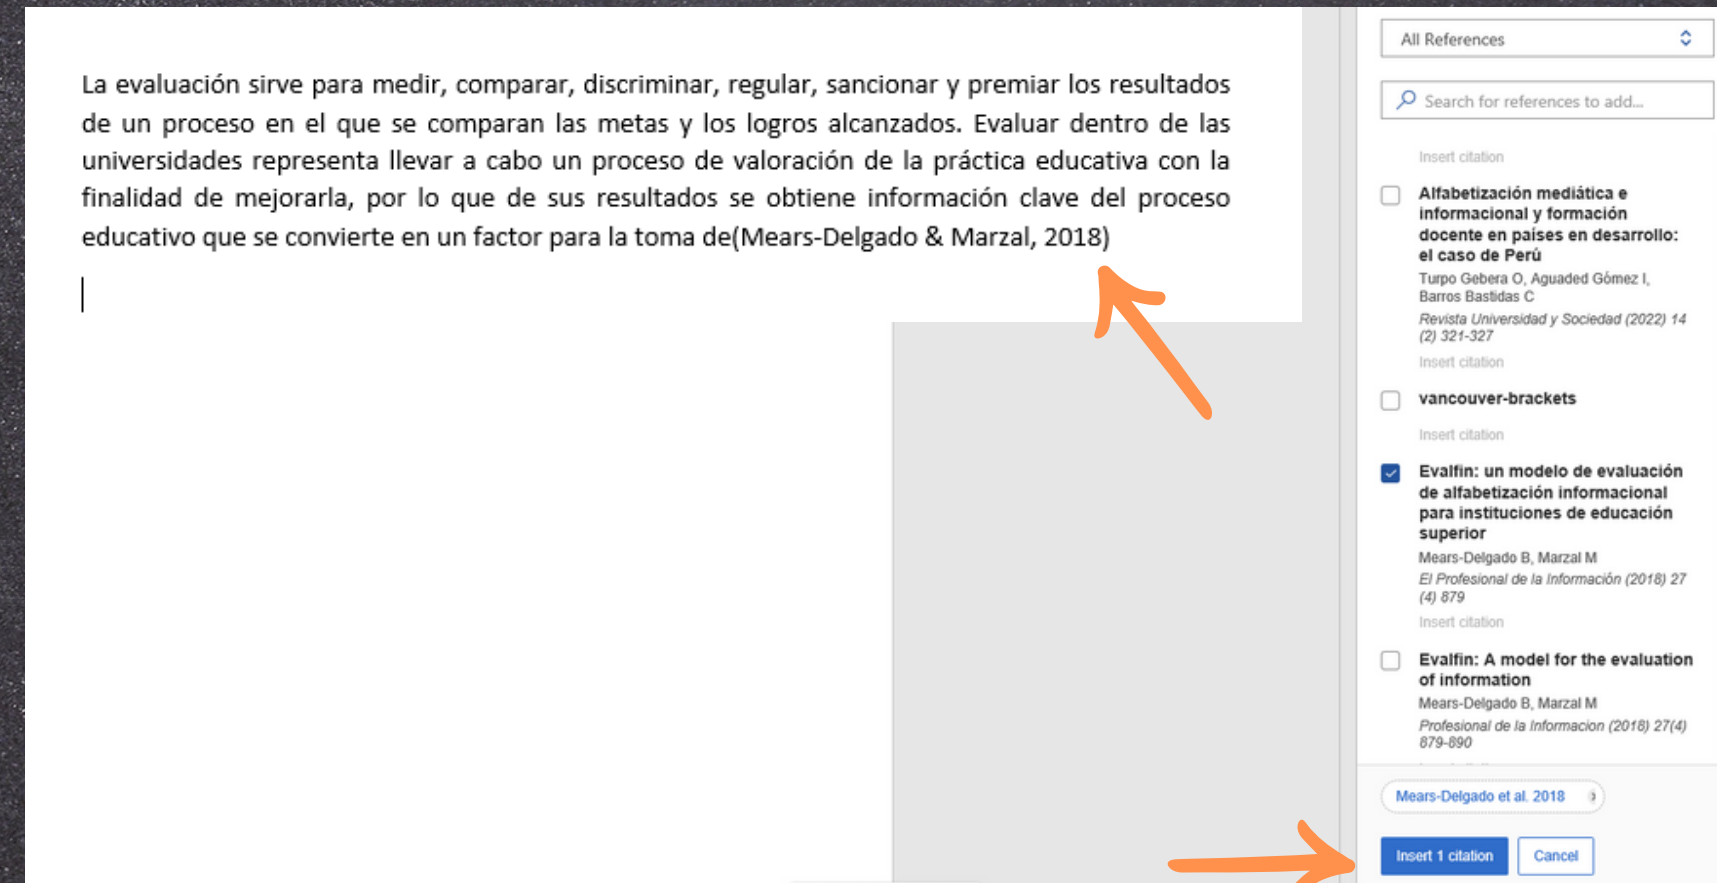 La evaluación sirve para medir, comparar, discriminar, regular, sancionar y premiar los resultados
de un proceso en el que se comparan las metas y los logros alcanzados. Evaluar dentro de las
universidades representa llevar a cabo un proceso de valoración de la práctica educativa con la
finalidad de mejorarla, por lo que de sus resultados se obtiene información clave del proceso
educativo que se convierte en un factor para la toma de(Mears-Delgado & Marzal, 2018)
All References
Search for references to add...
Insert citation
Alfabetización mediática e
informacional y formación
docente en países en desarrollo:
el caso de Perú
Turpo Gebera O, Aguaded Gómez I,
Barros Bastidas C
Revista Universidad y Sociedad (2022) 14
(2) 321-327
Insert citation
vancouver-brackets
Insert citation
Evalfin: un modelo de evaluación
de alfabetización informacional
para instituciones de educación
superior
Mears-Delgado B, Marzal M
El Profesional de la Información (2018) 27
(4) 879
Insert citation
Evalfin: A model for the evaluation
of information
Mears-Delgado B, Marzal M
Profesional de la Informacion (2018) 27(4)
879-890
Mears-Delgado et al. 2018
Insert 1 citation
Cancel